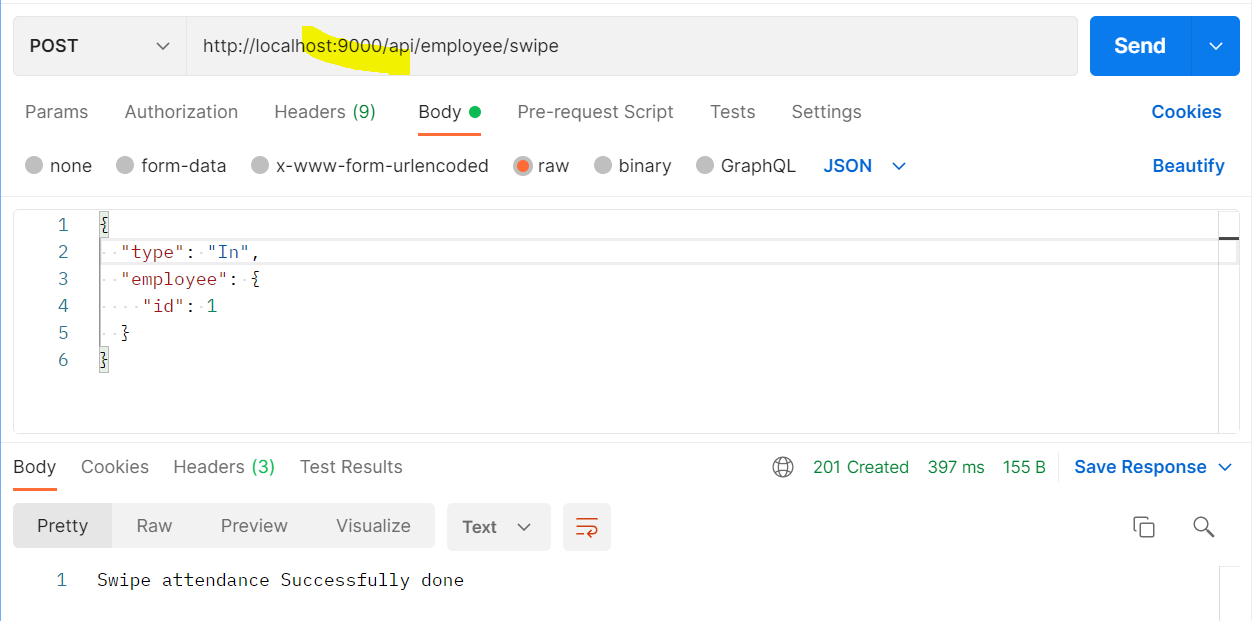 POST http://localhost:9000/api/employee/swipe Send
Params Authorization Headers (9) Body Pre-request Script Tests Settings Cookies
none form-data x-www-form-urlencoded raw binary GraphQL JSON Beautify
1 {
2 "type": "In",
3 "employee": {
4 "id": 1
5 }
6 }
Body Cookies Headers (3) Test Results 201 Created 397 ms 155 B Save Response
Pretty Raw Preview Visualize Text
1 Swipe attendance Successfully done